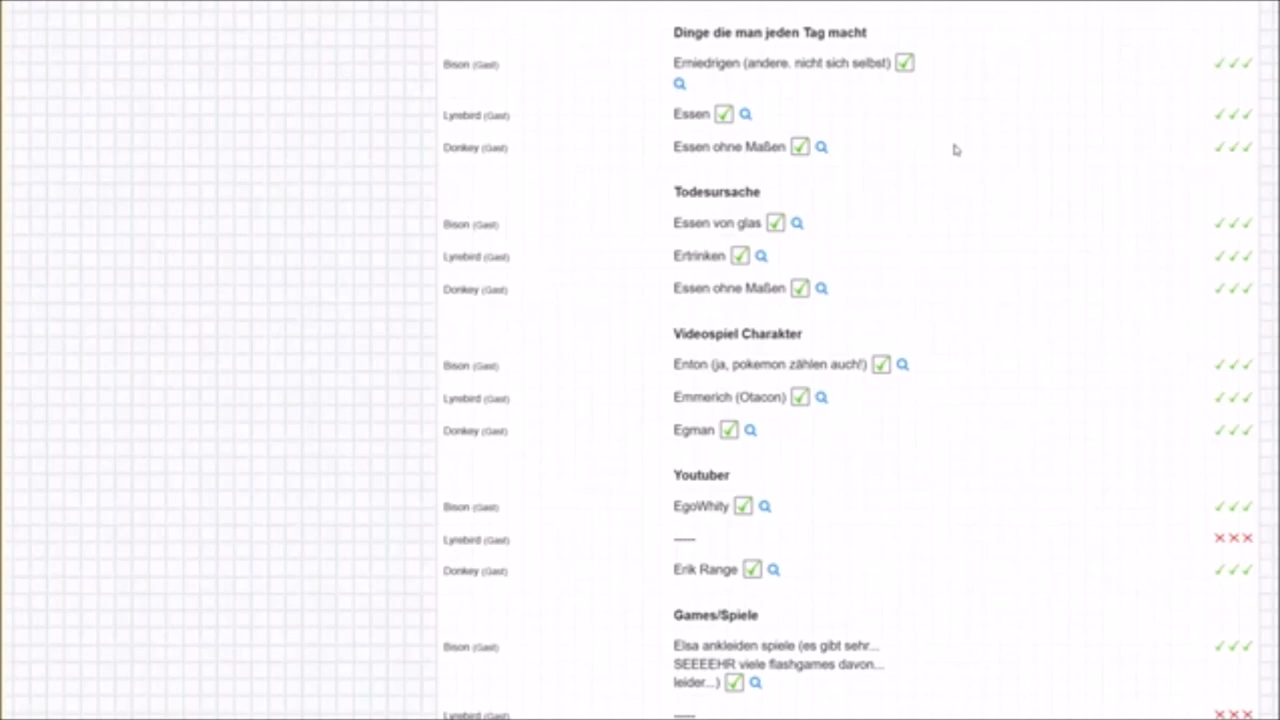 Dinge die man jeden Tag macht
Bison (Gast) Erniedrigen (andere. nicht sich selbst)
Lyrebird (Gast) Essen
Donkey (Gast) Essen ohne Maßen
Todesursache
Bison (Gast) Essen von glas
Lyrebird (Gast) Ertrinken
Donkey (Gast) Essen ohne Maßen
Videospiel Charakter
Bison (Gast) Enton (ja, pokemon zählen auch!)
Lyrebird (Gast) Emmerich (Otacon)
Donkey (Gast) Egman
Youtuber
Bison (Gast) EgoWhity
Lyrebird (Gast) -----
Donkey (Gast) Erik Range
Games/Spiele
Bison (Gast) Elsa ankleiden spiele (es gibt sehr...
SEEEEHR viele flashgames davon...
leider...)
Lyrebird (Gast) -----